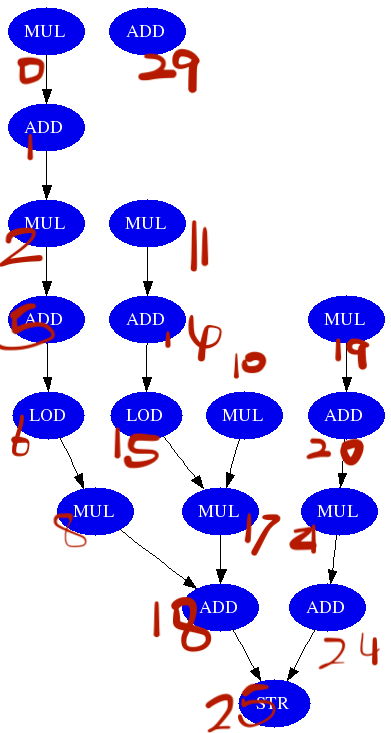 MUL ADD
0 29
ADD
1
MUL MUL
2 11
ADD ADD MUL
5 14 19
LOD LOD MUL ADD
6 15 10 20
MUL MUL MUL
8 17
ADD ADD
18 24
STR
25